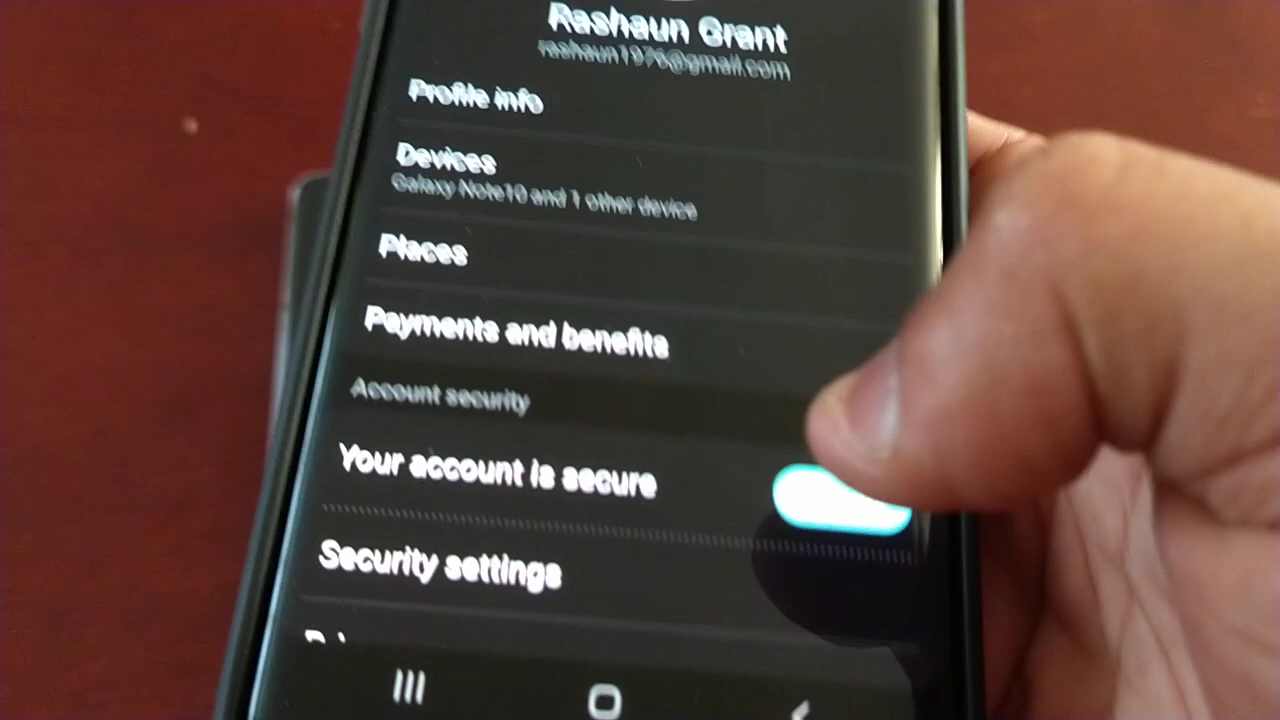 Rashaun Grant
rashaun1976@gmail.com
Profile info
Devices
Galaxy Note10 and 1 other device
Places
Payments and benefits
Account security
Your account is secure
Security settings